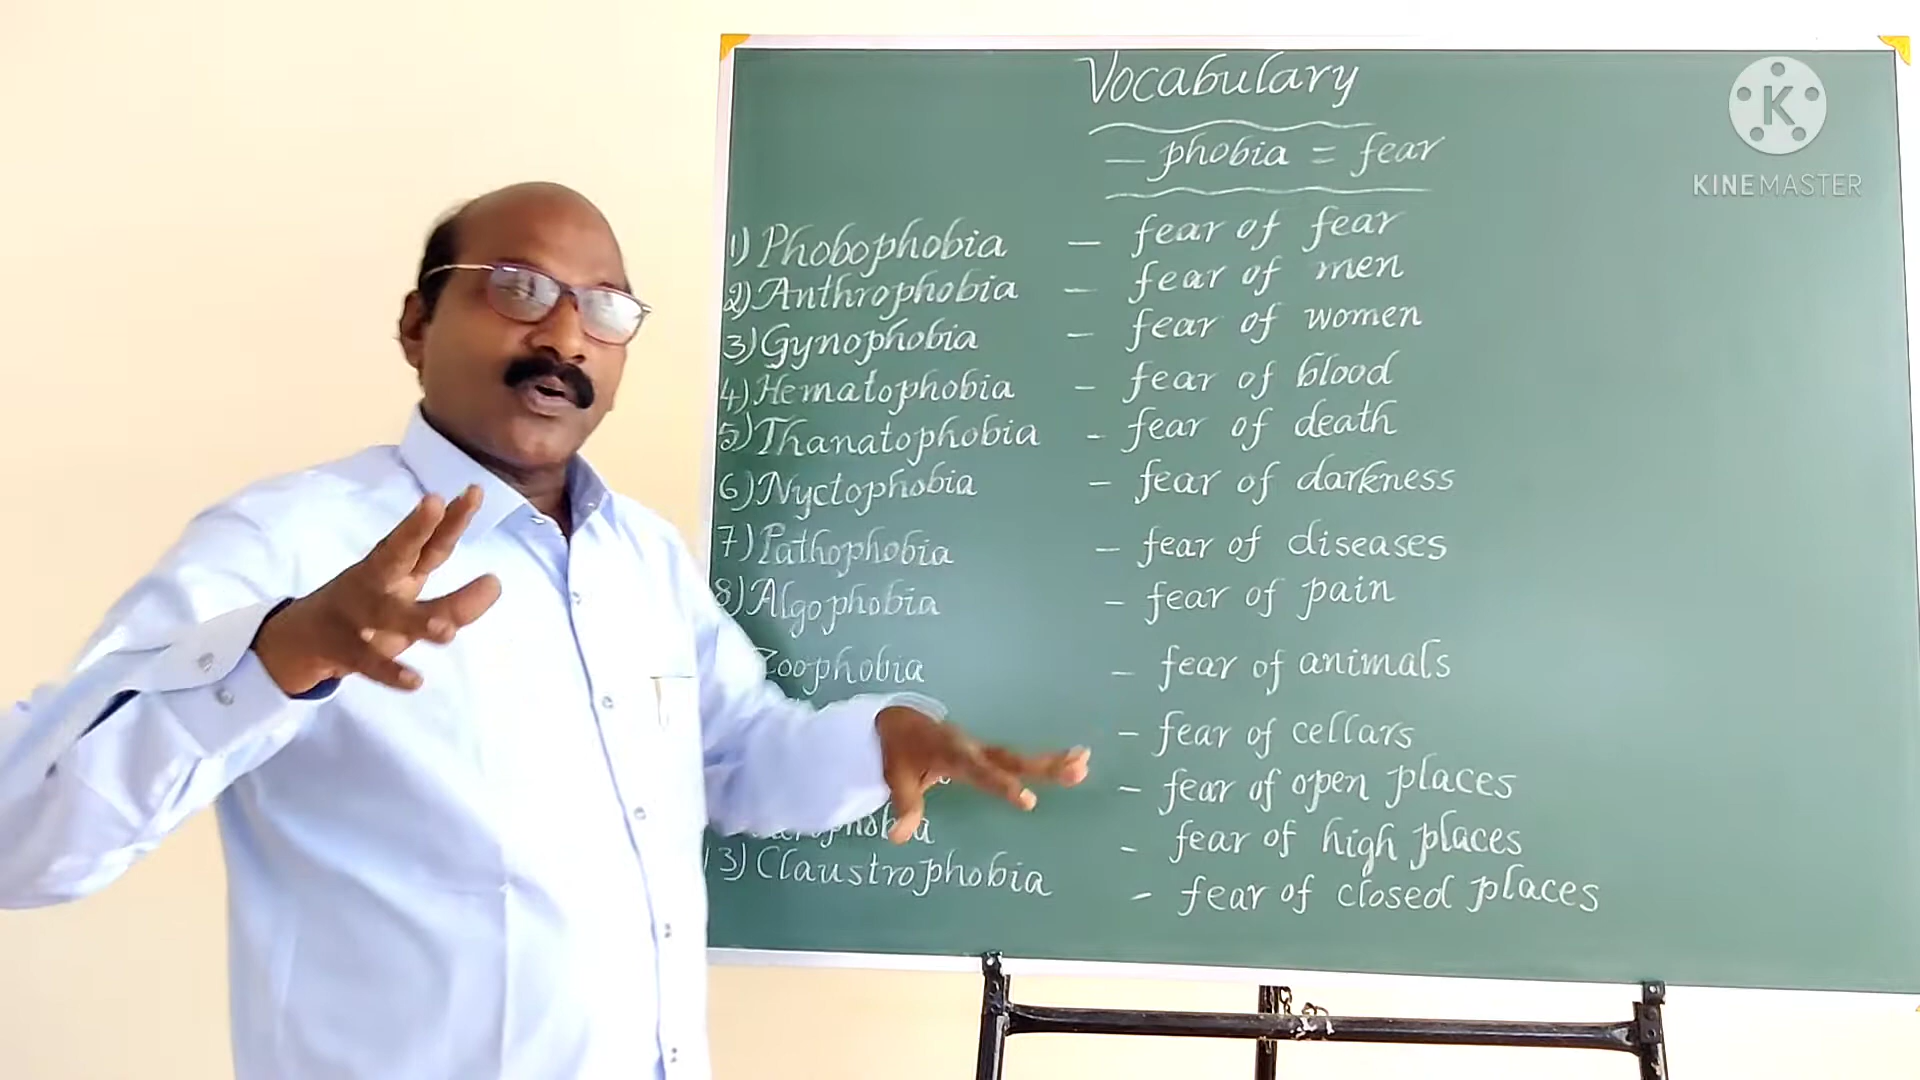 Vocabulary
– phobia = fear
1) Phobophobia – fear of fear
2) Anthrophobia – fear of men
3) Gynophobia – fear of women
4) Hematophobia – fear of blood
5) Thanatophobia – fear of death
6) Nyctophobia – fear of darkness
7) Pathophobia – fear of diseases
8) Algophobia – fear of pain
Zoophobia – fear of animals
– fear of cellars
– fear of open places
– fear of high places
13) Claustrophobia – fear of closed places
K
KINEMASTER